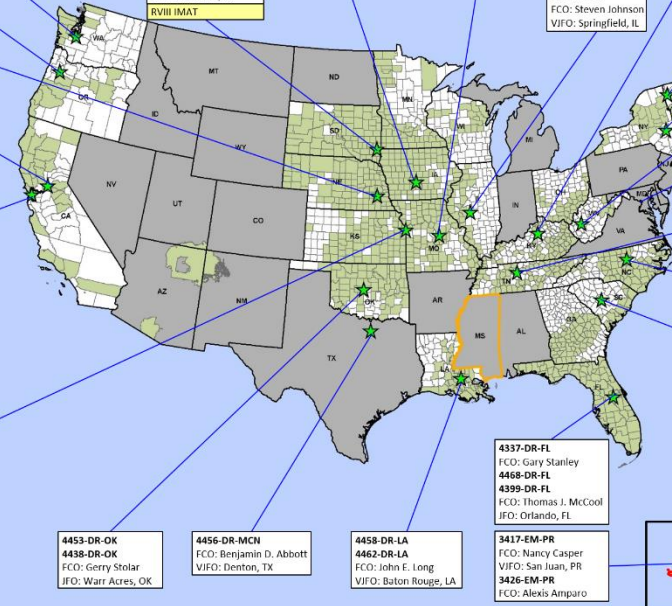 RVIII IMAT
FCO: Steven Johnson
VJFO: Springfield, IL
WA
MT
ND
MN
OR
ID
SD
WI
MI
NY
WY
IA
PA
NJ
NE
NV
UT
CO
IN
OH
MD
WV
VA
CA
KS
MO
KY
AZ
NM
OK
AR
TN
NC
SC
TX
MS
AL
GA
LA
FL
4337-DR-FL
FCO: Gary Stanley
4468-DR-FL
4399-DR-FL
FCO: Thomas J. McCool
JFO: Orlando, FL
4453-DR-OK
4438-DR-OK
FCO: Gerry Stolar
JFO: Warr Acres, OK
4456-DR-MCN
FCO: Benjamin D. Abbott
VJFO: Denton, TX
4458-DR-LA
4462-DR-LA
FCO: John E. Long
VJFO: Baton Rouge, LA
3417-EM-PR
FCO: Nancy Casper
VJFO: San Juan, PR
3426-EM-PR
FCO: Alexis Amparo